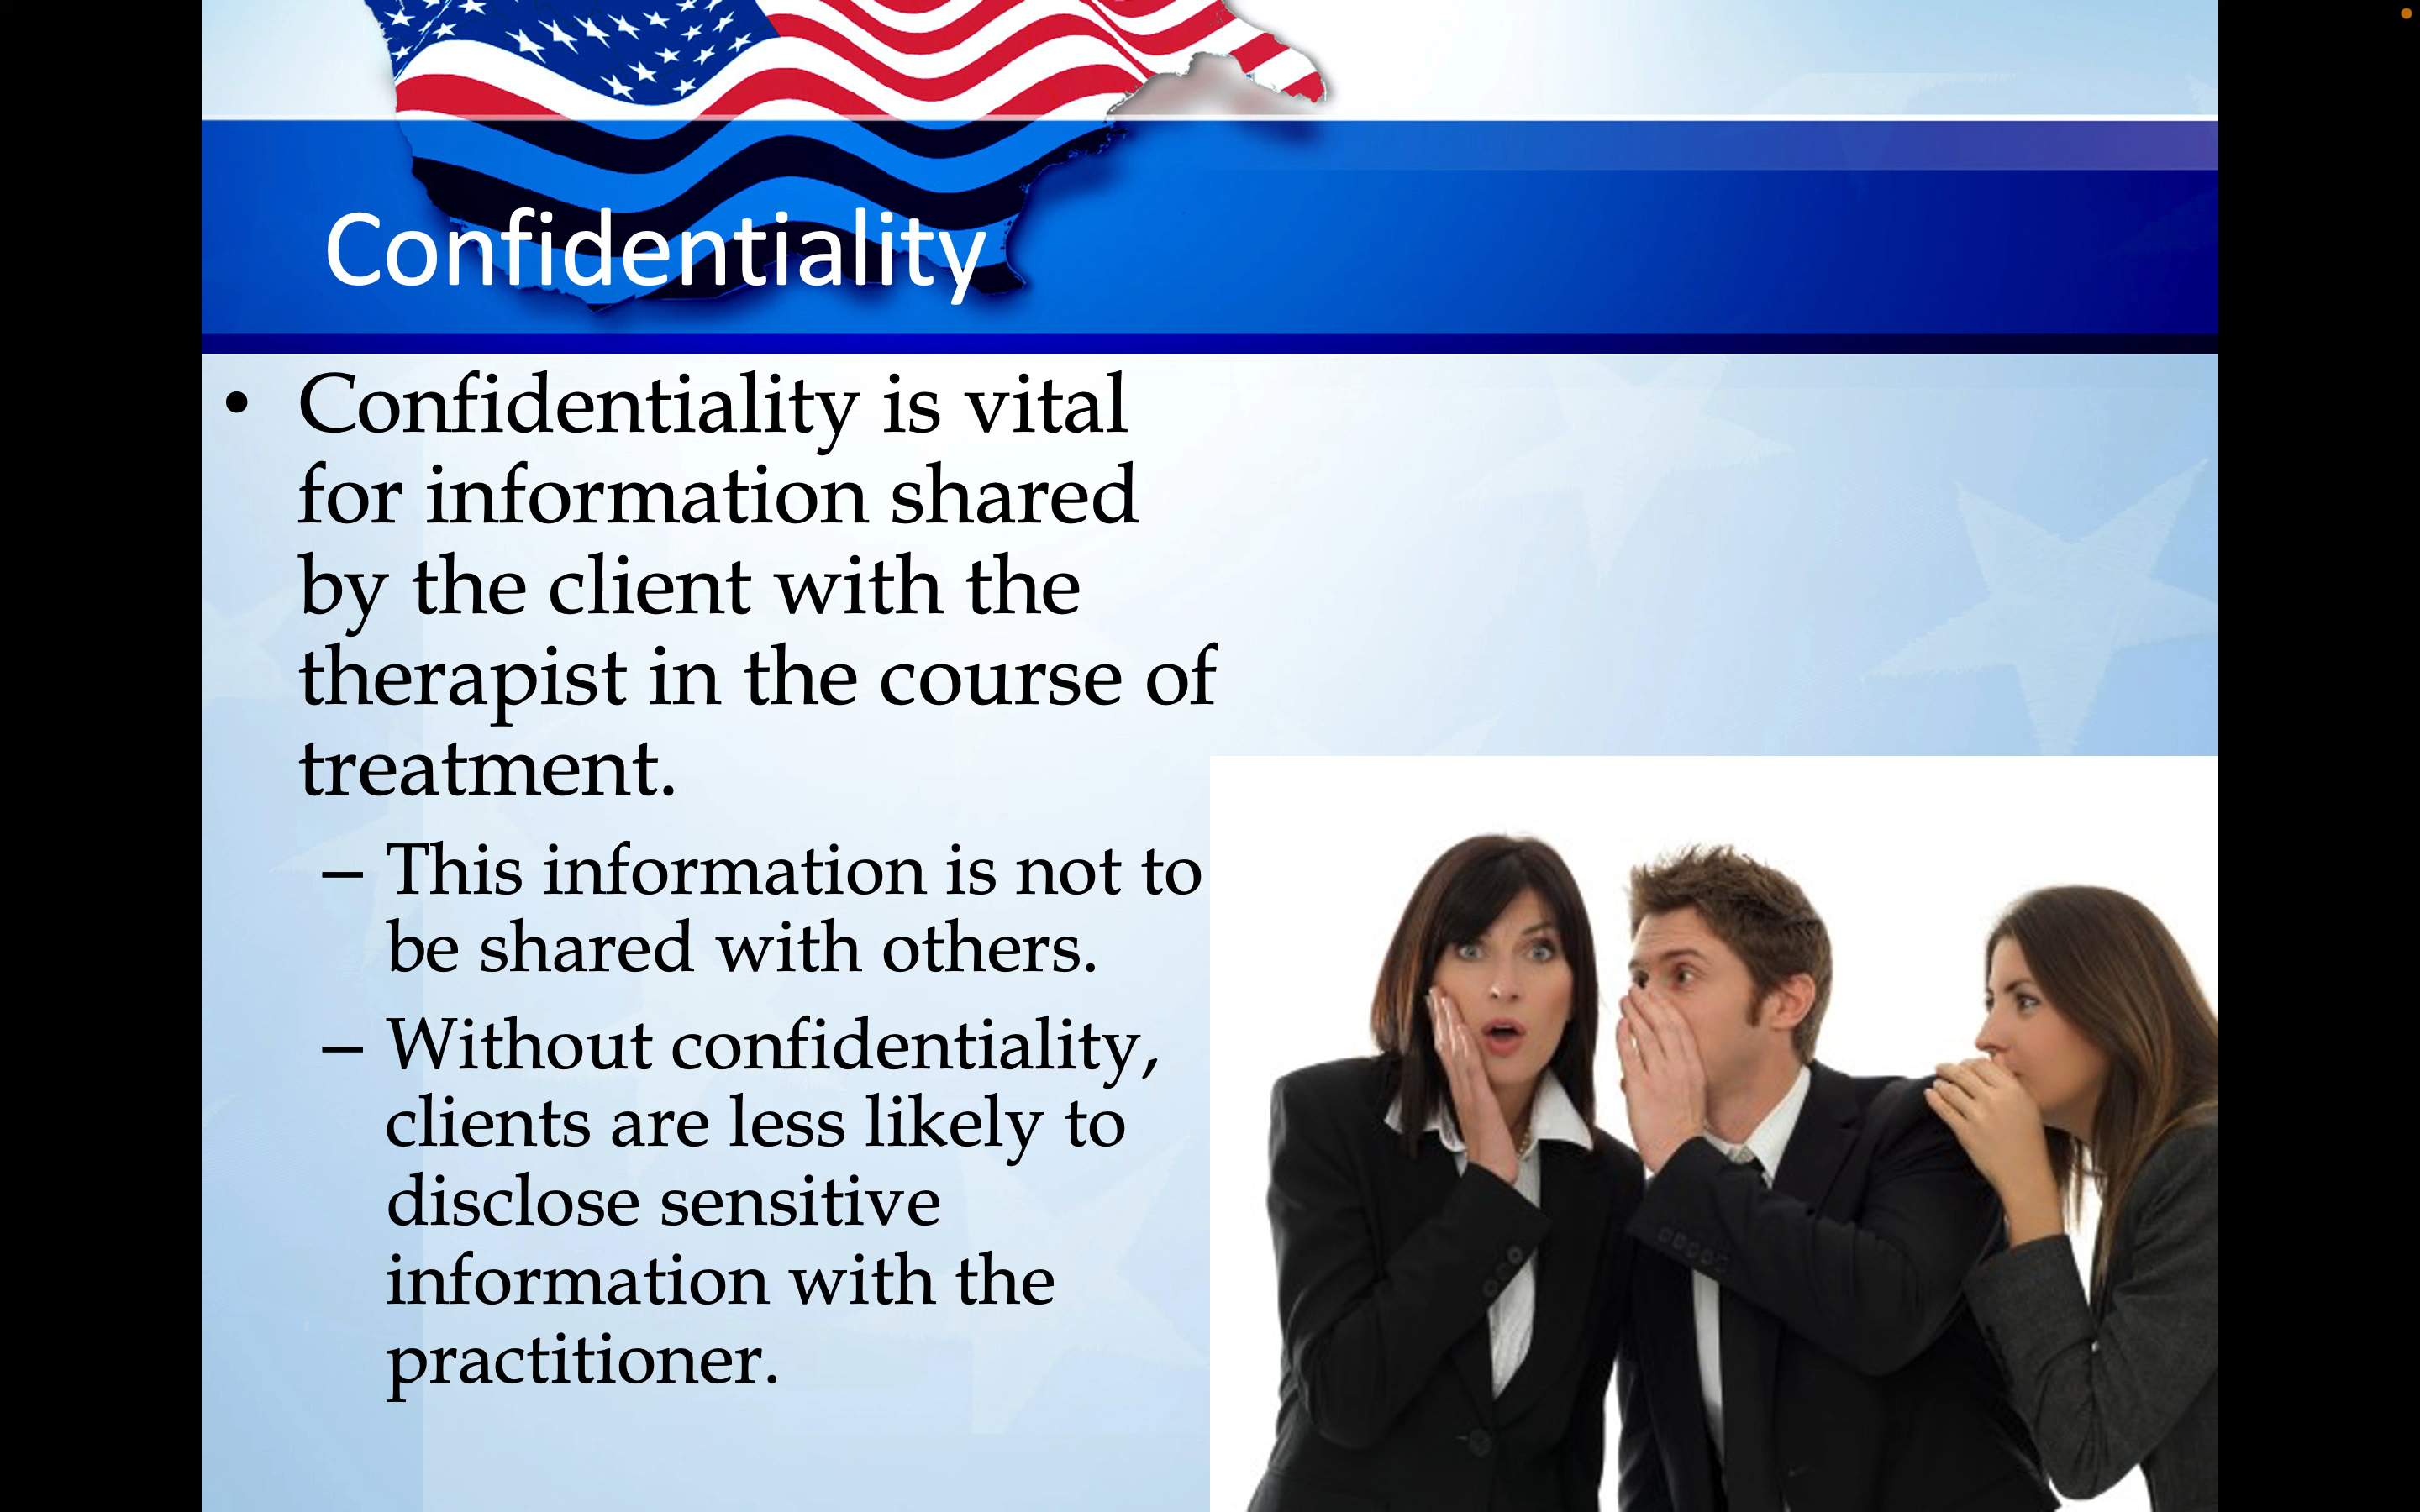 Confidentiality
• Confidentiality is vital
for information shared
by the client with the
therapist in the course of
treatment.
– This information is not to
be shared with others.
– Without confidentiality,
clients are less likely to
disclose sensitive
information with the
practitioner.